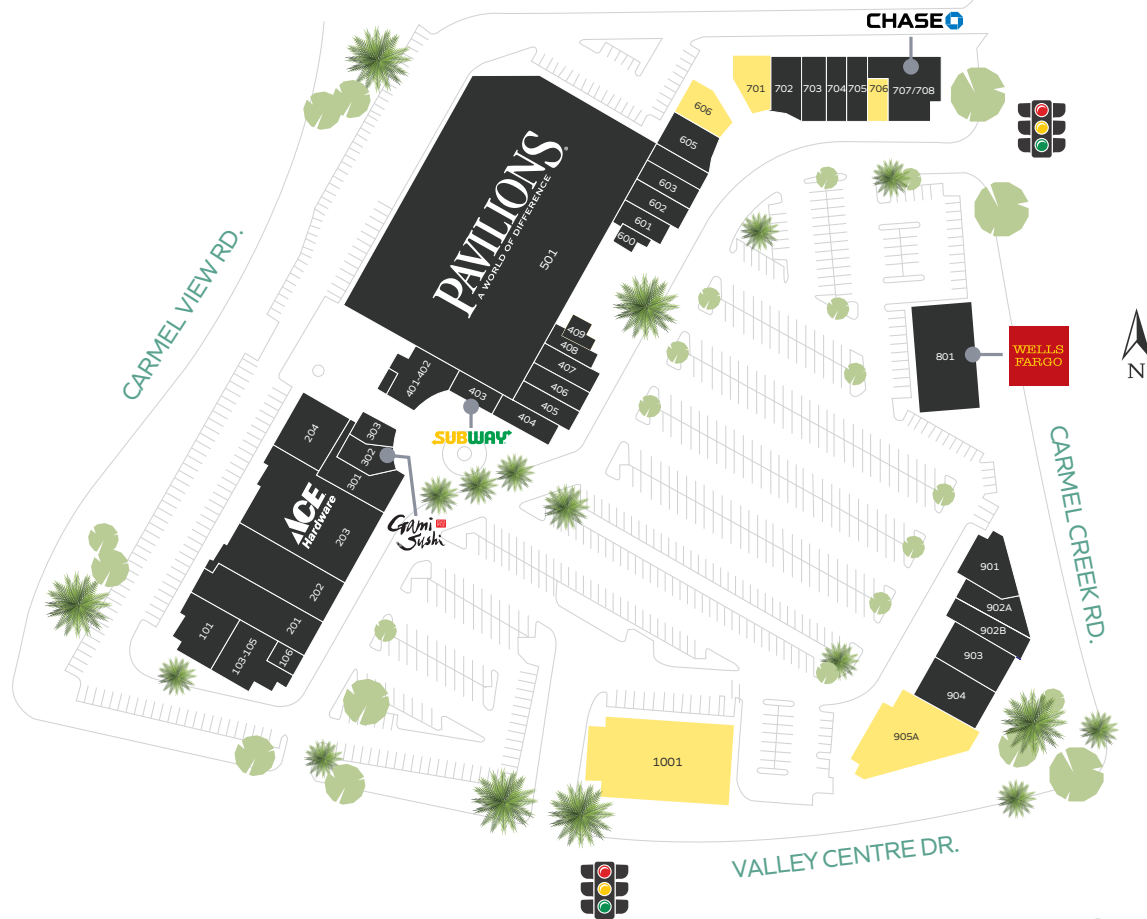 CHASE
701
702
703
704
705
706
707/708
606
605
603
602
601
600
PAVILIONS
A WORLD OF DIFFERENCE
501
CARMEL VIEW RD.
409
408
407
406
405
404
403
401-402
SUBWAY
801
WELLS
FARGO
N
204
303
302
301
ACE
Hardware
203
Gami
Sushi
202
201
101
103-105
106
CARMEL CREEK RD.
901
902A
902B
903
904
905A
1001
VALLEY CENTRE DR.